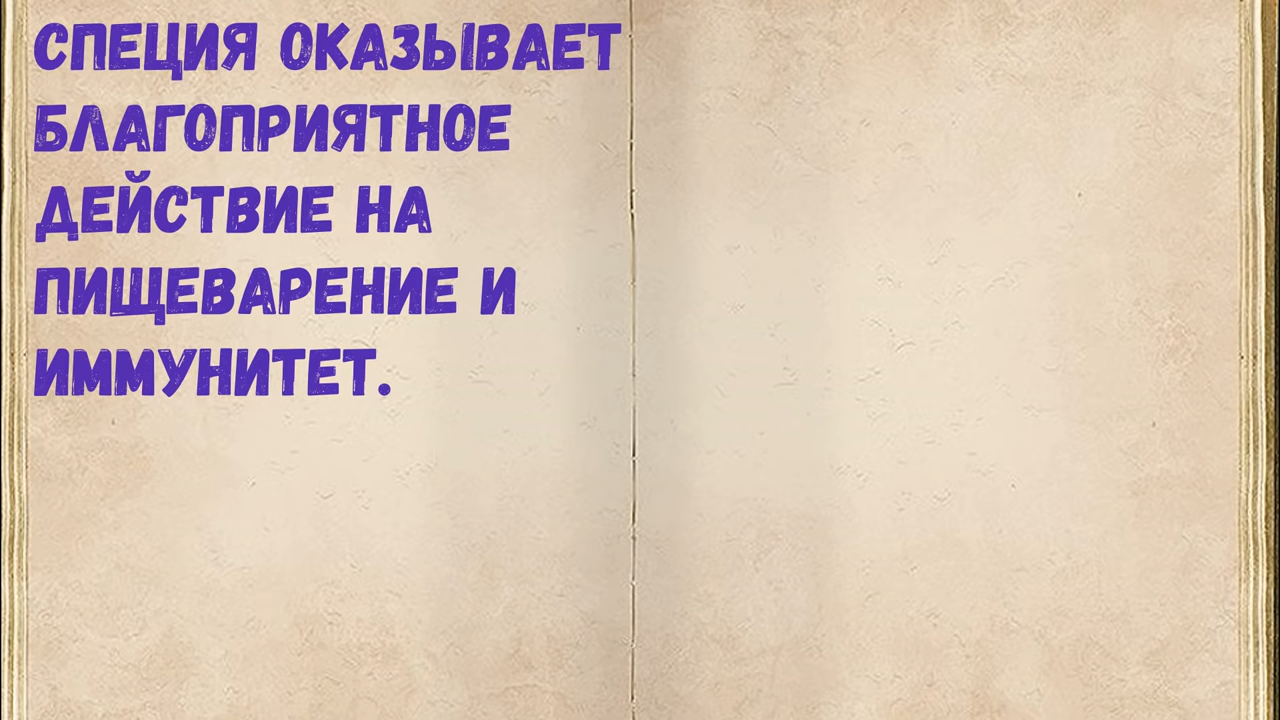 СПЕЦИЯ ОКАЗЫВАЕТ
БЛАГОПРИЯТНОЕ
ДЕЙСТВИЕ НА
ПИЩЕВАРЕНИЕ И
ИММУНИТЕТ.